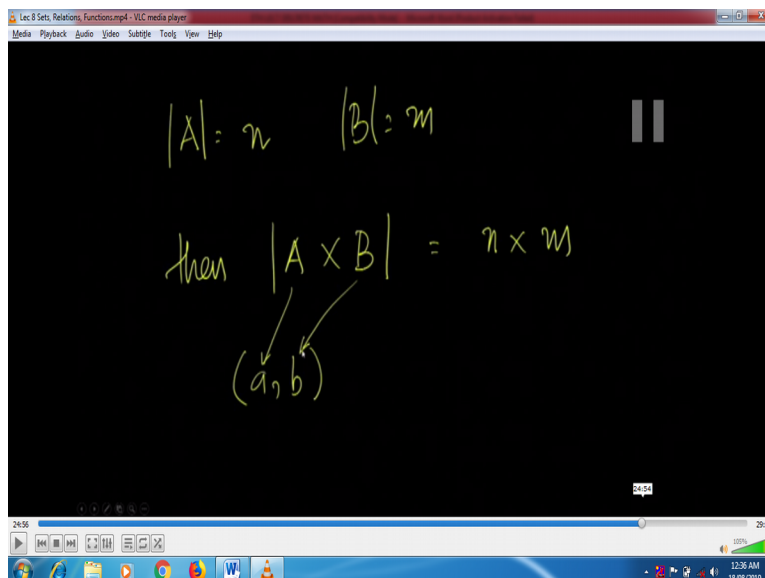 Lec 8 Sets, Relations, Functions.mp4 - VLC media player
Media Playback Audio Video Subtitle Tools View Help
|A| = n |B| = m
then |A × B| = n × m
(a, b)
24:54
24:56
105%
12:36 AM